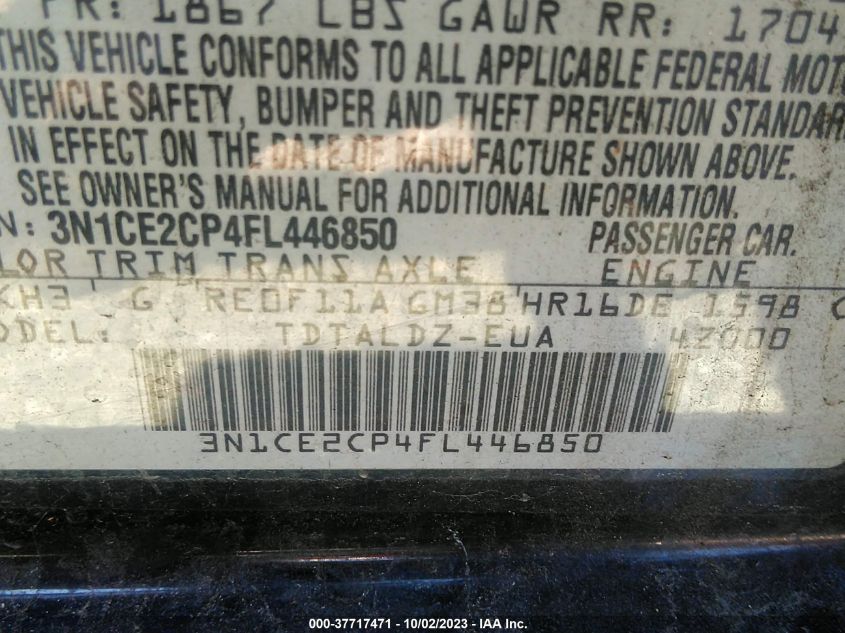 FR: 1867 LBS GAWR RR: 1704
THIS VEHICLE CONFORMS TO ALL APPLICABLE FEDERAL MOTO
VEHICLE SAFETY, BUMPER AND THEFT PREVENTION STANDAR
IN EFFECT ON THE DATE OF MANUFACTURE SHOWN ABOVE.
SEE OWNER'S MANUAL FOR ADDITIONAL INFORMATION.
N: 3N1CE2CP4FL446850 PASSENGER CAR.
LOR TRIM TRANS AXLE ENGINE
KH3 G RE0F11A GM38 HR16DE 1598 C
ODEL: TDTALDZ-EUA 42000
3N1CE2CP4FL446850
000-37717471 - 10/02/2023 - IAA Inc.